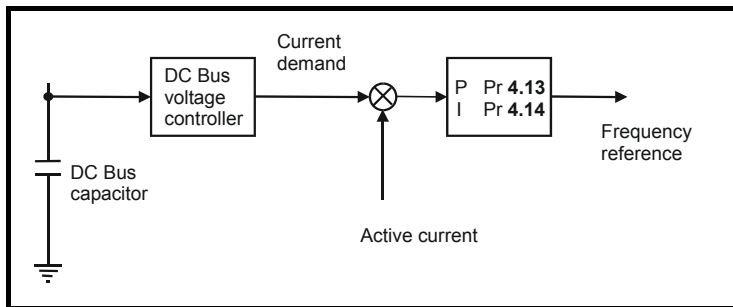 Current
demand
DC Bus
voltage
controller
P Pr 4.13
I Pr 4.14
Frequency
reference
DC Bus
capacitor
Active current